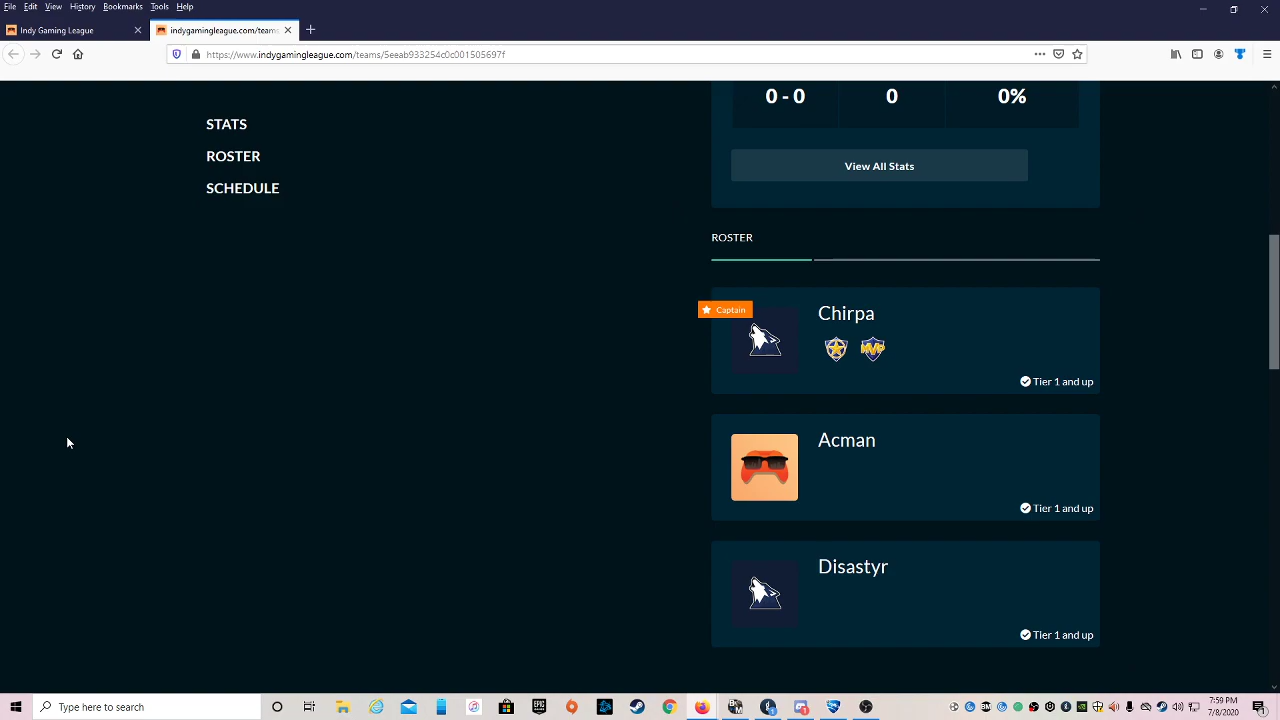 File Edit View History Bookmarks Tools Help
Indy Gaming League
indygamingleague.com/teams
https://www.indygamingleague.com/teams/5eeab933254c0c001505697f
STATS
ROSTER
SCHEDULE
0 - 0 0 0%
View All Stats
ROSTER
Captain
Chirpa
MVP
Tier 1 and up
Acman
Tier 1 and up
Disastyr
Tier 1 and up
Type here to search
EPIC GAMES
7:59 PM
7/8/2020